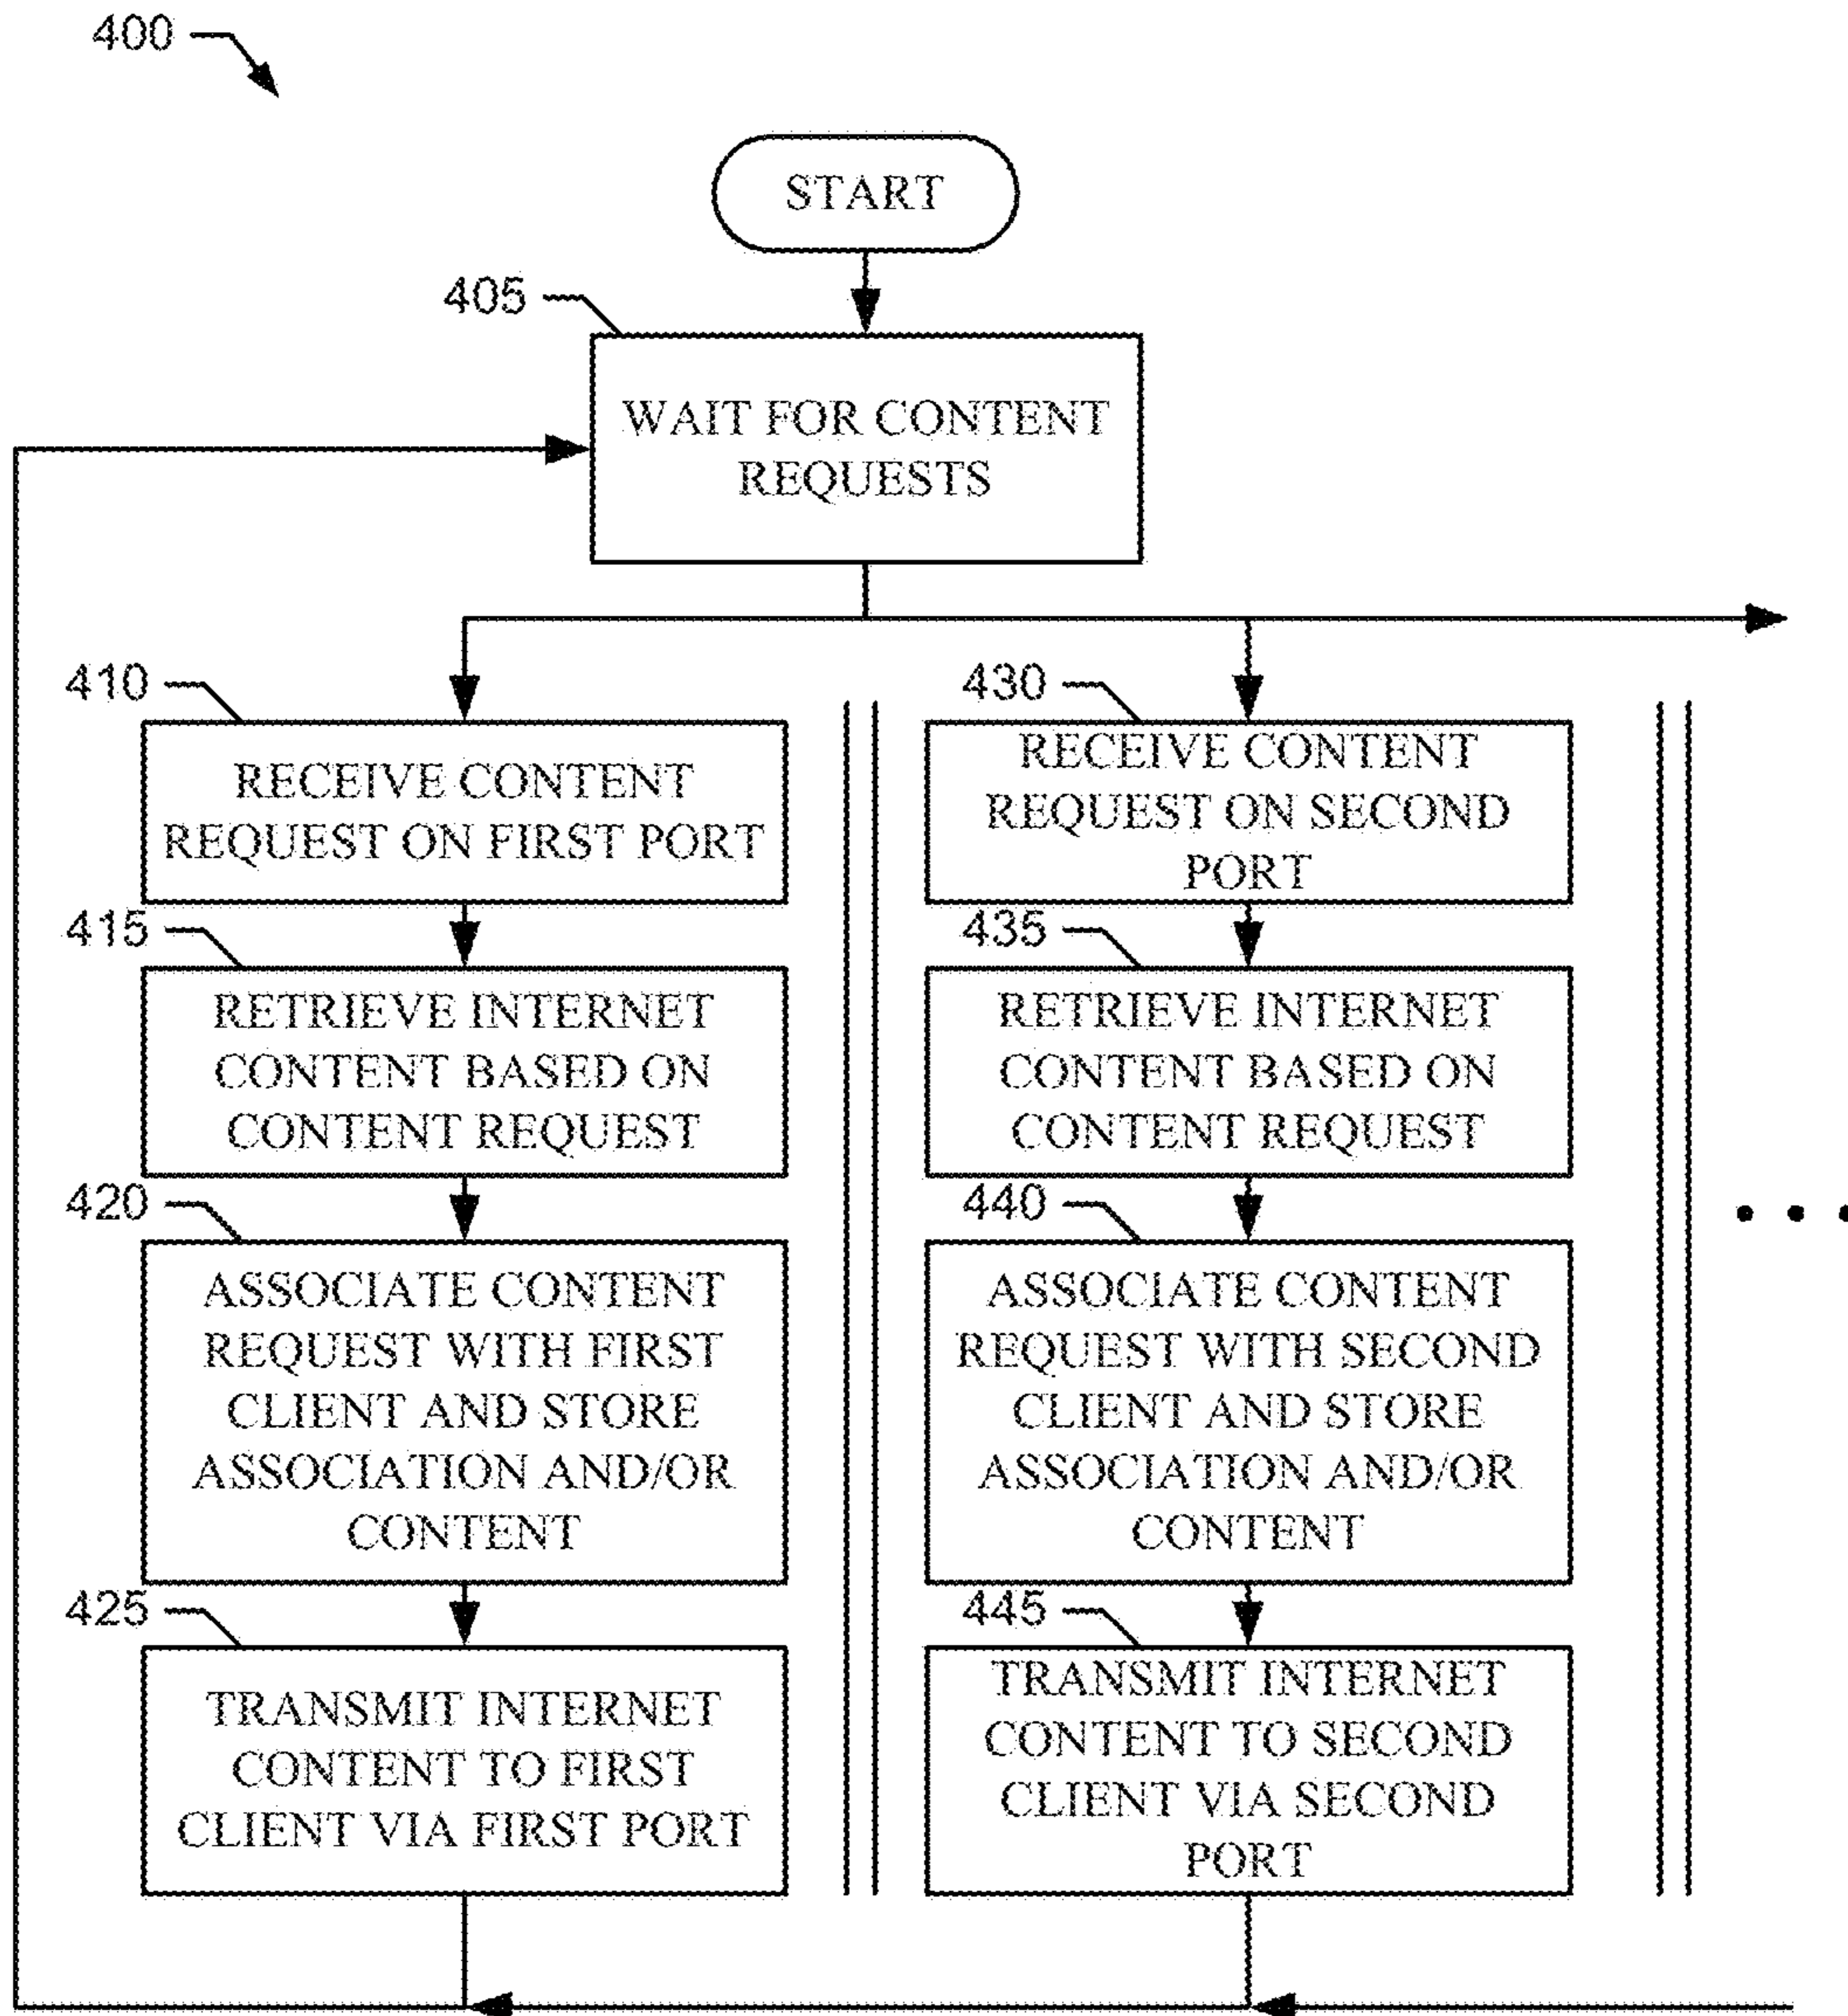 400
START
405
WAIT FOR CONTENT
REQUESTS
410
RECEIVE CONTENT
REQUEST ON FIRST PORT
415
RETRIEVE INTERNET
CONTENT BASED ON
CONTENT REQUEST
420
ASSOCIATE CONTENT
REQUEST WITH FIRST
CLIENT AND STORE
ASSOCIATION AND/OR
CONTENT
425
TRANSMIT INTERNET
CONTENT TO FIRST
CLIENT VIA FIRST PORT
430
RECEIVE CONTENT
REQUEST ON SECOND
PORT
435
RETRIEVE INTERNET
CONTENT BASED ON
CONTENT REQUEST
440
ASSOCIATE CONTENT
REQUEST WITH SECOND
CLIENT AND STORE
ASSOCIATION AND/OR
CONTENT
445
TRANSMIT INTERNET
CONTENT TO SECOND
CLIENT VIA SECOND
PORT
. . .